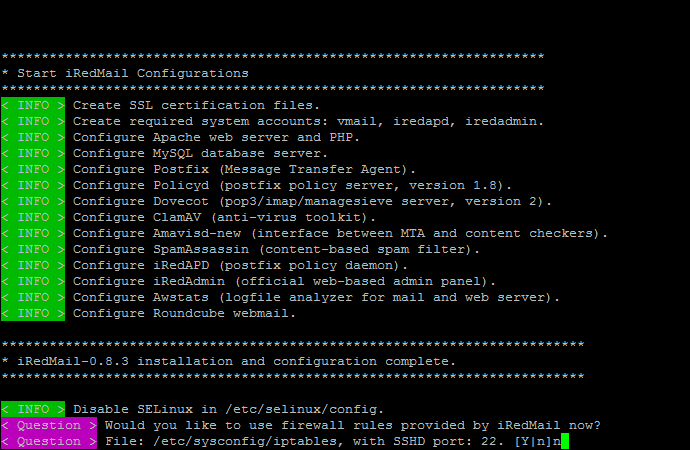 ********************************************************************
* Start iRedMail Configurations
********************************************************************
< INFO > Create SSL certification files.
< INFO > Create required system accounts: vmail, iredapd, iredadmin.
< INFO > Configure Apache web server and PHP.
< INFO > Configure MySQL database server.
< INFO > Configure Postfix (Message Transfer Agent).
< INFO > Configure Policyd (postfix policy server, version 1.8).
< INFO > Configure Dovecot (pop3/imap/managesieve server, version 2).
< INFO > Configure ClamAV (anti-virus toolkit).
< INFO > Configure Amavisd-new (interface between MTA and content checkers).
< INFO > Configure SpamAssassin (content-based spam filter).
< INFO > Configure iRedAPD (postfix policy daemon).
< INFO > Configure iRedAdmin (official web-based admin panel).
< INFO > Configure Awstats (logfile analyzer for mail and web server).
< INFO > Configure Roundcube webmail.
*************************************************************************
* iRedMail-0.8.3 installation and configuration complete.
*************************************************************************
< INFO > Disable SELinux in /etc/selinux/config.
< Question > Would you like to use firewall rules provided by iRedMail now?
< Question > File: /etc/sysconfig/iptables, with SSHD port: 22. [Y|n]n